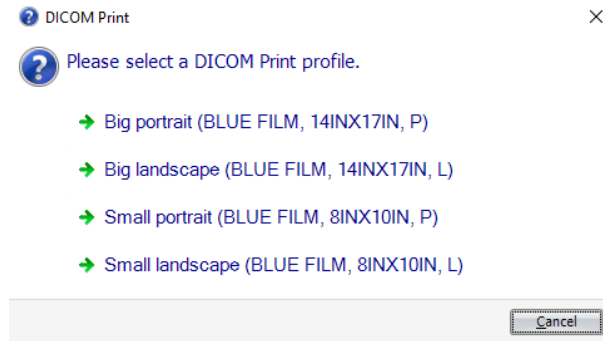 DICOM Print
Please select a DICOM Print profile.
Big portrait (BLUE FILM, 14INX17IN, P)
Big landscape (BLUE FILM, 14INX17IN, L)
Small portrait (BLUE FILM, 8INX10IN, P)
Small landscape (BLUE FILM, 8INX10IN, L)
Cancel